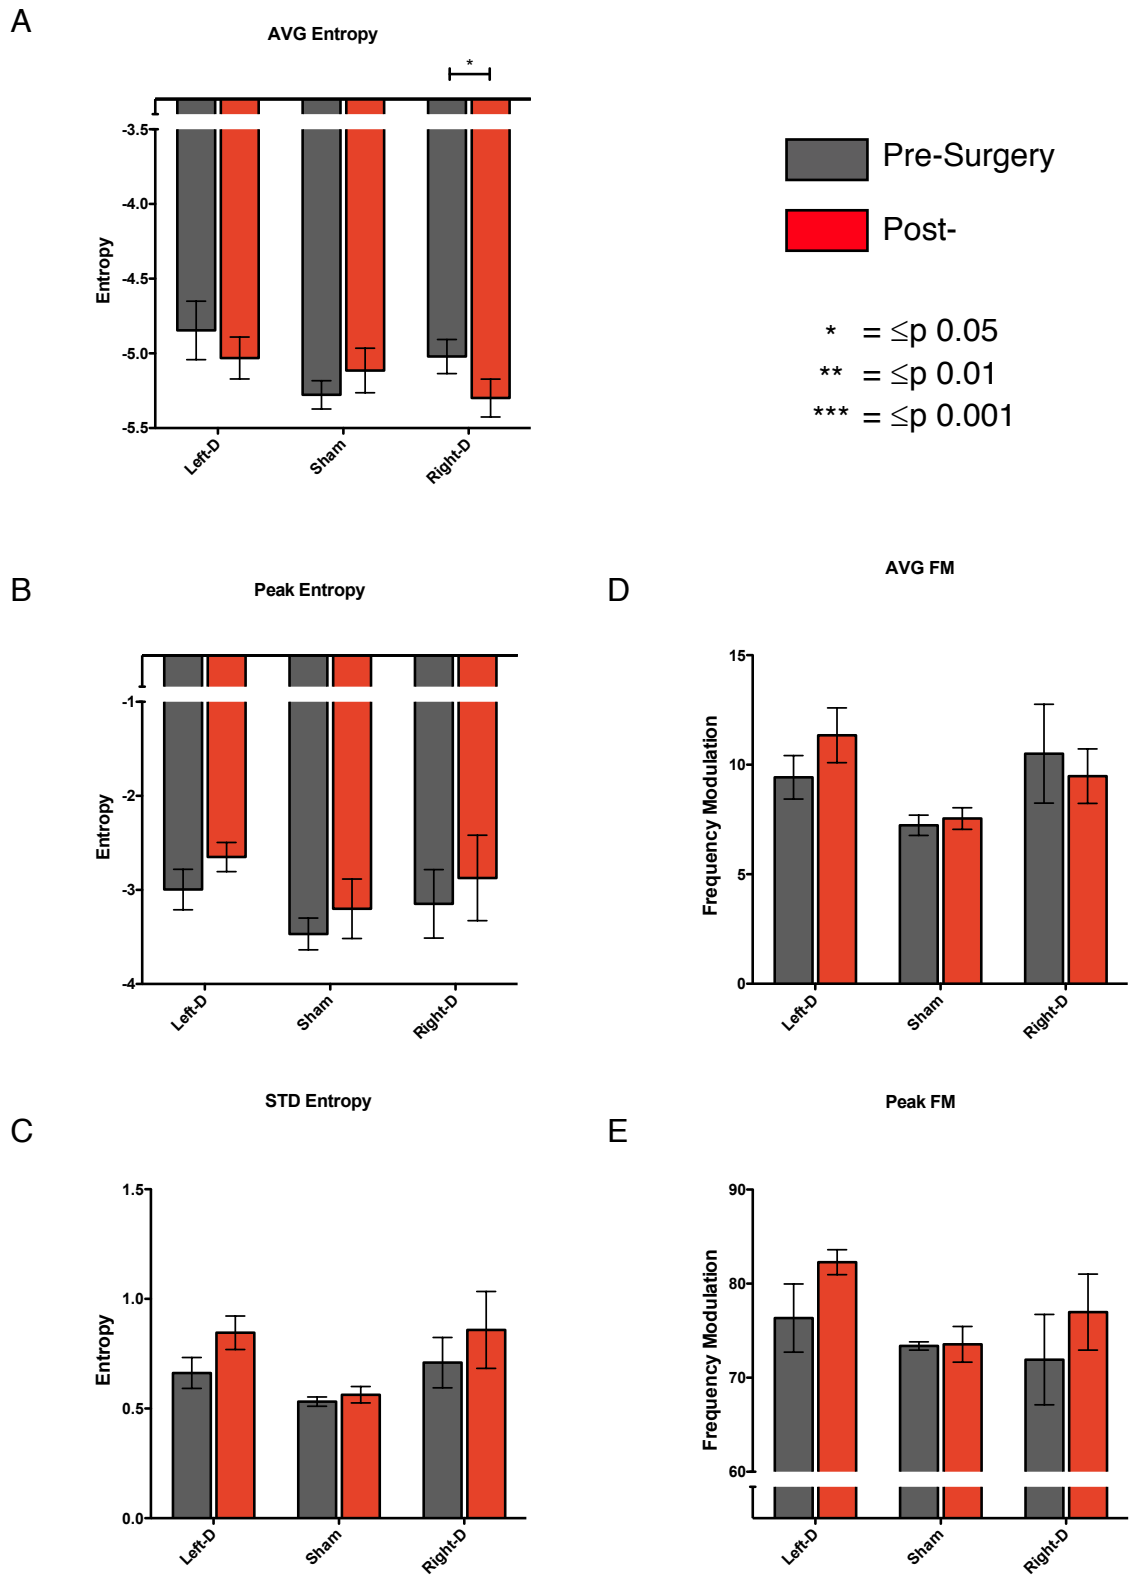 A
AVG Entropy
*
-3.5
-4.0
-4.5
-5.0
-5.5
Entropy
Left-D
Sham
Right-D
Pre-Surgery
Post-
* = ≤p 0.05
** = ≤p 0.01
*** = ≤p 0.001
B
Peak Entropy
-1
-2
-3
-4
Entropy
Left-D
Sham
Right-D
D
AVG FM
15
10
5
0
Frequency Modulation
Left-D
Sham
Right-D
C
STD Entropy
1.5
1.0
0.5
0.0
Entropy
Left-D
Sham
Right-D
E
Peak FM
90
80
70
60
Frequency Modulation
Left-D
Sham
Right-D